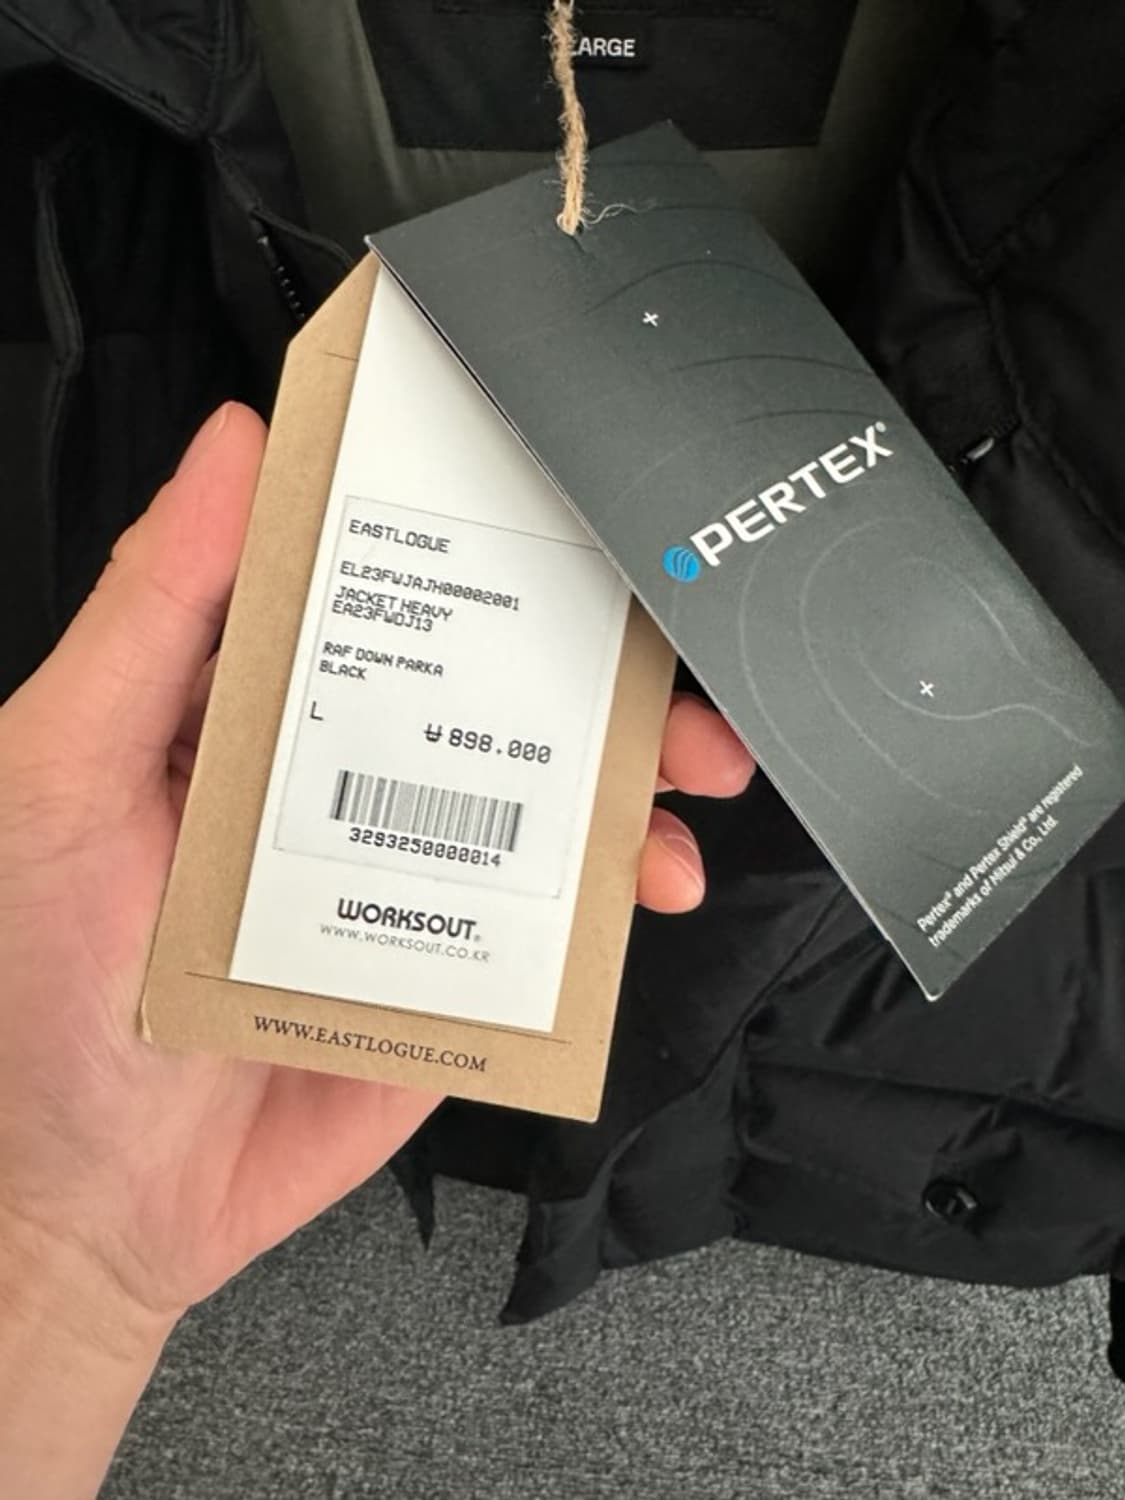 LARGE
EASTLOGUE
EL23FWJAJH00002001
JACKET HEAVY
EA23FWDJ13
RAF DOWN PARKA
BLACK
L
₩898.000
3293250000014
WORKSOUT®
WWW.WORKSOUT.CO.KR
WWW.EASTLOGUE.COM
PERTEX®
Pertex® and Pertex Shield® are registered
trademarks of Mitsui & Co., Ltd.